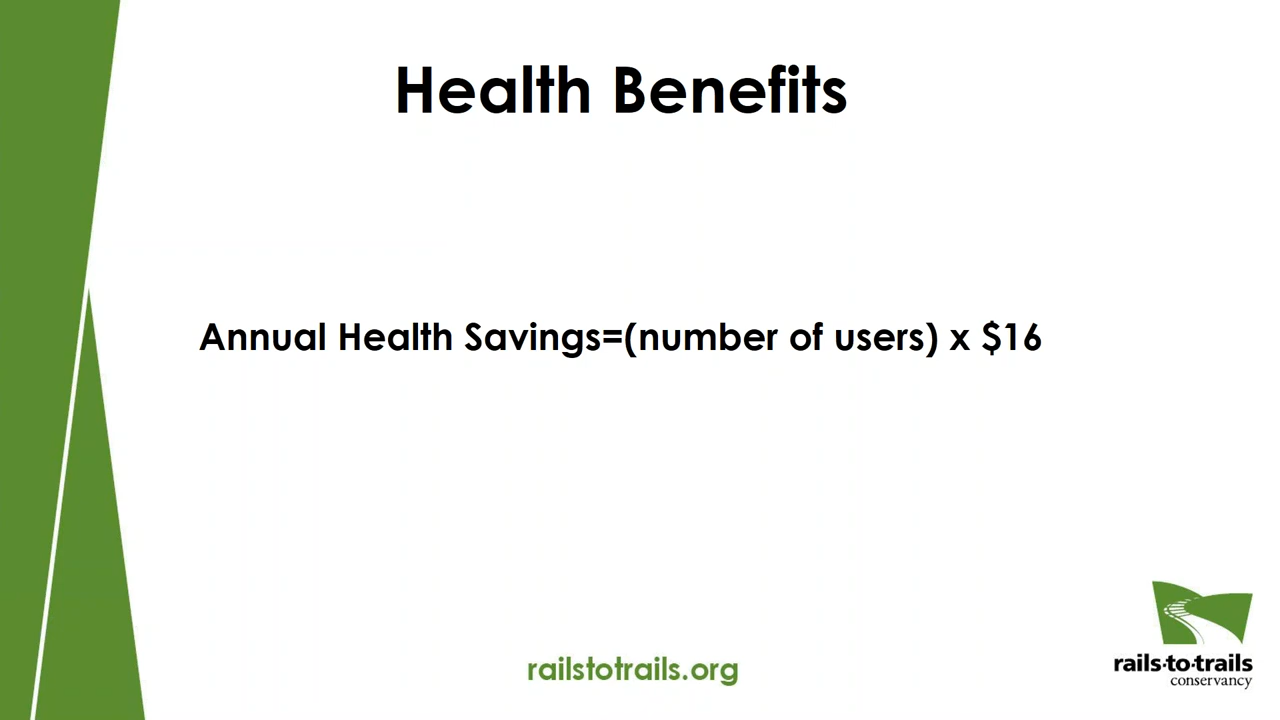 Health Benefits
Annual Health Savings=(number of users) x $16
railstotrails.org
rails·to·trails
conservancy